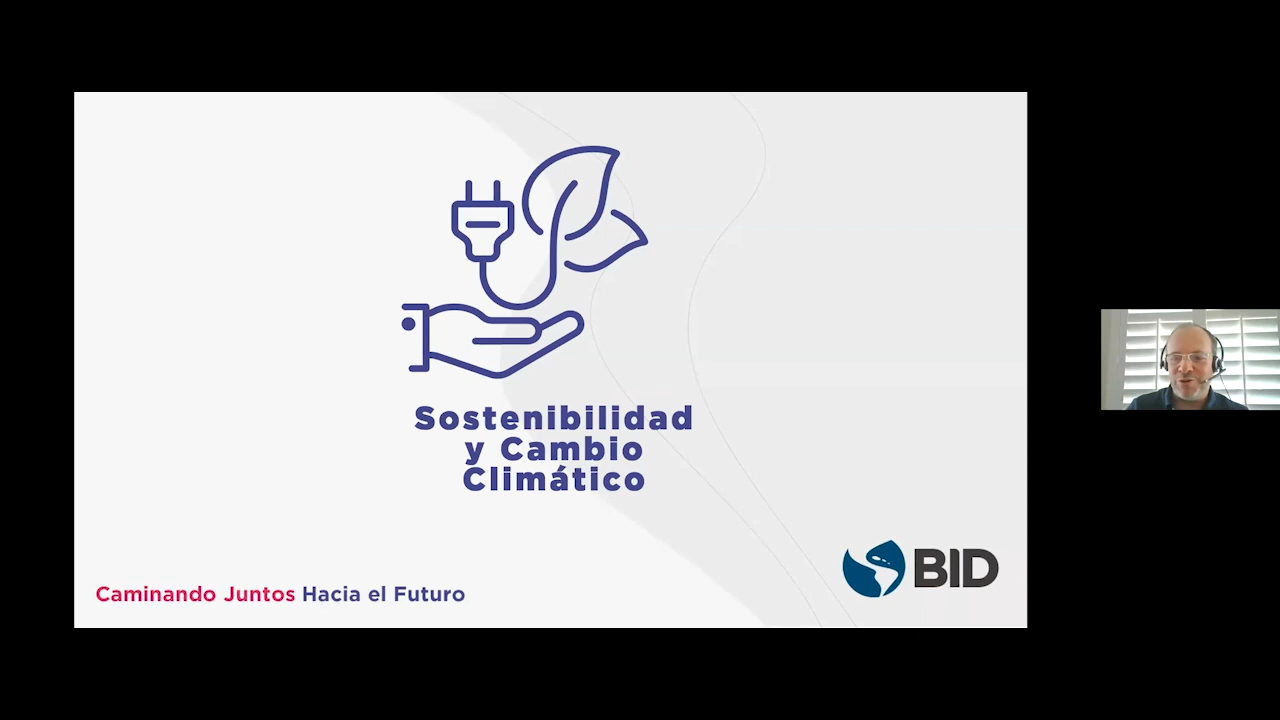 Sostenibilidad
y Cambio
Climático
Caminando Juntos Hacia el Futuro
BID